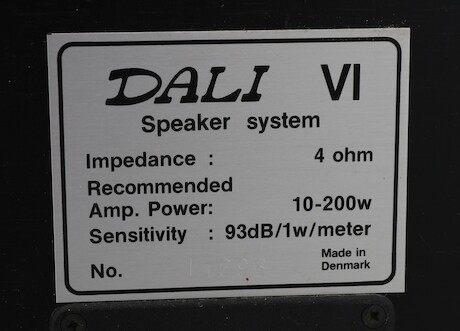 DALI VI
Speaker system
Impedance : 4 ohm
Recommended
Amp. Power: 10-200w
Sensitivity : 93dB/1w/meter
No. Made in
Denmark